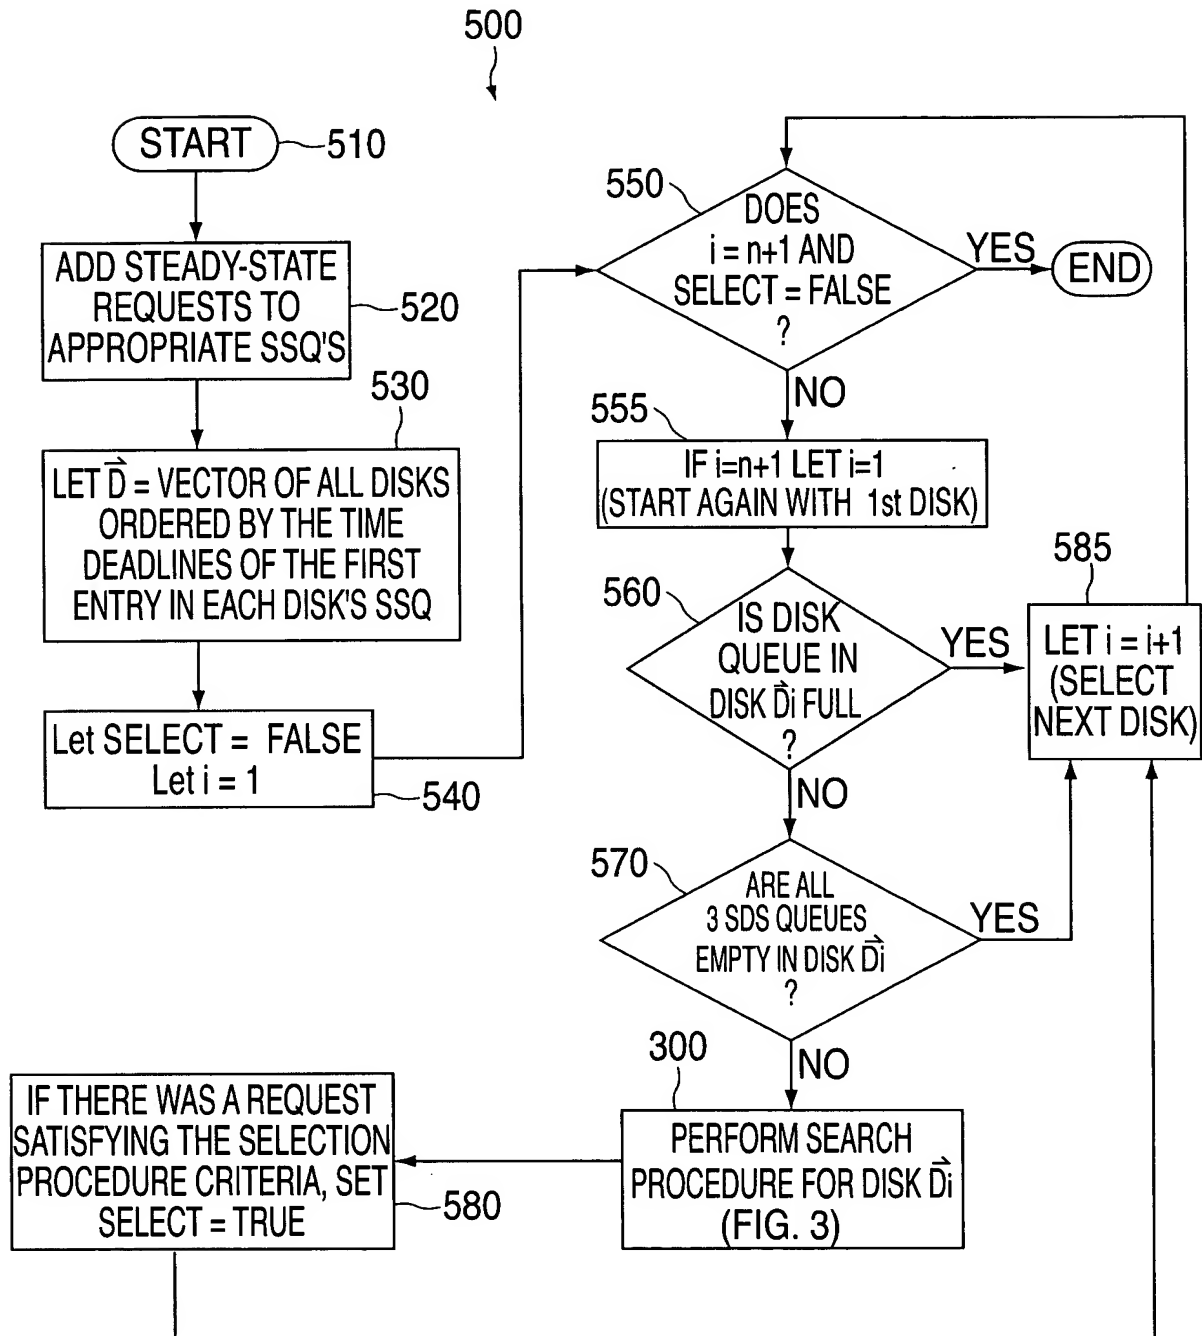 500
START
510
ADD STEADY-STATE
REQUESTS TO
APPROPRIATE SSQ'S
520
530
LET D⃗ = VECTOR OF ALL DISKS
ORDERED BY THE TIME
DEADLINES OF THE FIRST
ENTRY IN EACH DISK'S SSQ
Let SELECT = FALSE
Let i = 1
540
550
DOES
i = n+1 AND
SELECT = FALSE
?
YES
END
NO
555
IF i=n+1 LET i=1
(START AGAIN WITH 1st DISK)
560
IS DISK
QUEUE IN
DISK D⃗i FULL
?
YES
585
LET i = i+1
(SELECT
NEXT DISK)
NO
570
ARE ALL
3 SDS QUEUES
EMPTY IN DISK D⃗i
?
YES
NO
300
PERFORM SEARCH
PROCEDURE FOR DISK D⃗i
(FIG. 3)
IF THERE WAS A REQUEST
SATISFYING THE SELECTION
PROCEDURE CRITERIA, SET
SELECT = TRUE
580